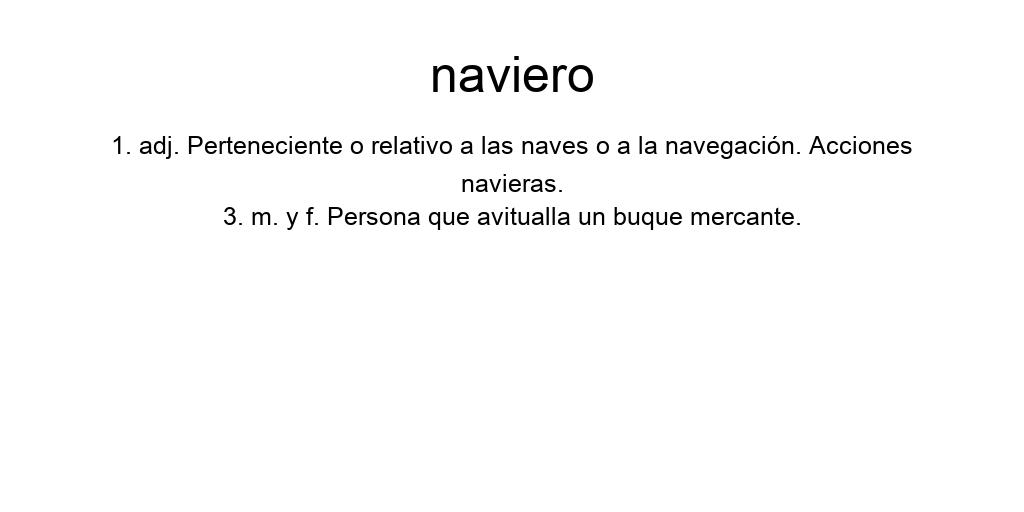 naviero
1. adj. Perteneciente o relativo a las naves o a la navegación. Acciones
navieras.
3. m. y f. Persona que avitualla un buque mercante.